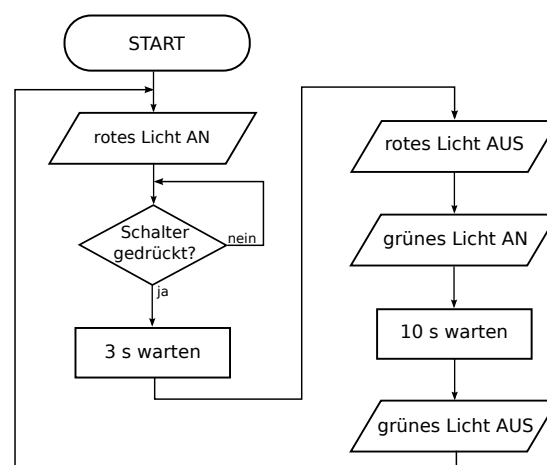 START
rotes Licht AN
Schalter
gedrückt?
nein
ja
3 s warten
rotes Licht AUS
grünes Licht AN
10 s warten
grünes Licht AUS